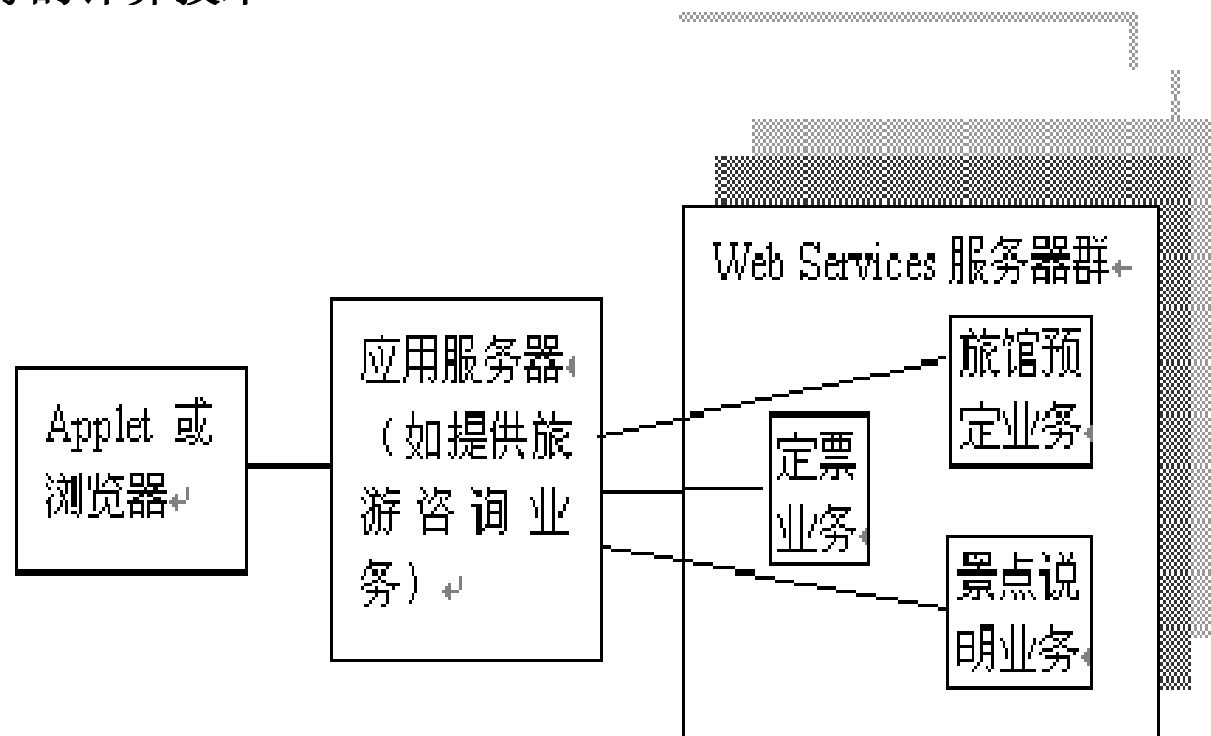 Applet 或
浏览器
应用服务器
（如提供旅
游咨询业
务）
Web Services 服务器群
旅馆预
定业务
定票
业务
景点说
明业务